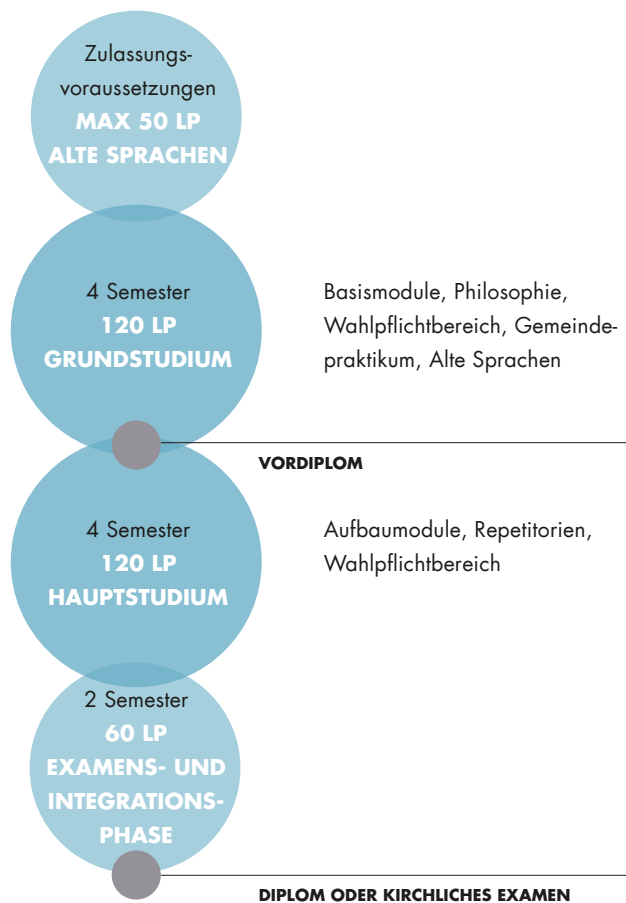 Zulassungs-
voraussetzungen
MAX 50 LP
ALTE SPRACHEN
4 Semester
120 LP
GRUNDSTUDIUM
Basismodule, Philosophie,
Wahlpflichtbereich, Gemeinde-
praktikum, Alte Sprachen
VORDIPLOM
4 Semester
120 LP
HAUPTSTUDIUM
Aufbaumodule, Repetitorien,
Wahlpflichtbereich
2 Semester
60 LP
EXAMENS- UND
INTEGRATIONS-
PHASE
DIPLOM ODER KIRCHLICHES EXAMEN